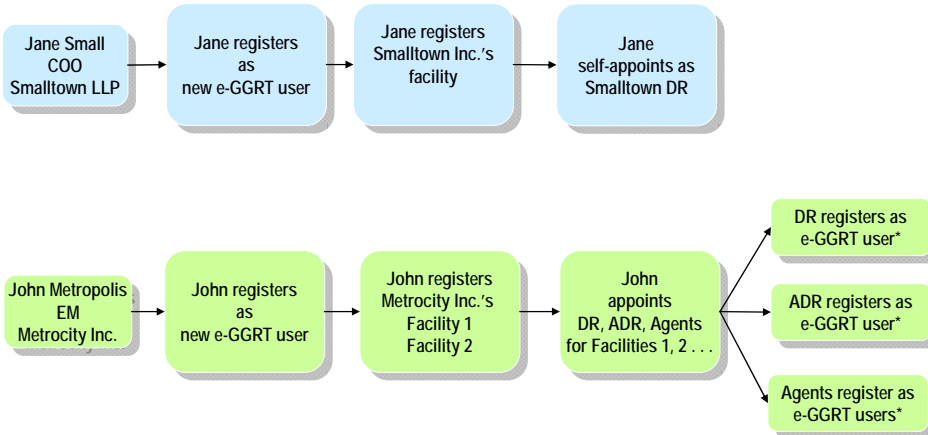 Jane Small
COO
Smalltown LLP
Jane registers
as
new e-GGRT user
Jane registers
Smalltown Inc.'s
facility
Jane
self-appoints as
Smalltown DR
John Metropolis
EM
Metrocity Inc.
John registers
as
new e-GGRT user
John registers
Metrocity Inc.'s
Facility 1
Facility 2
John
appoints
DR, ADR, Agents
for Facilities 1, 2 . . .
DR registers as
e-GGRT user*
ADR registers as
e-GGRT user*
Agents register as
e-GGRT users*